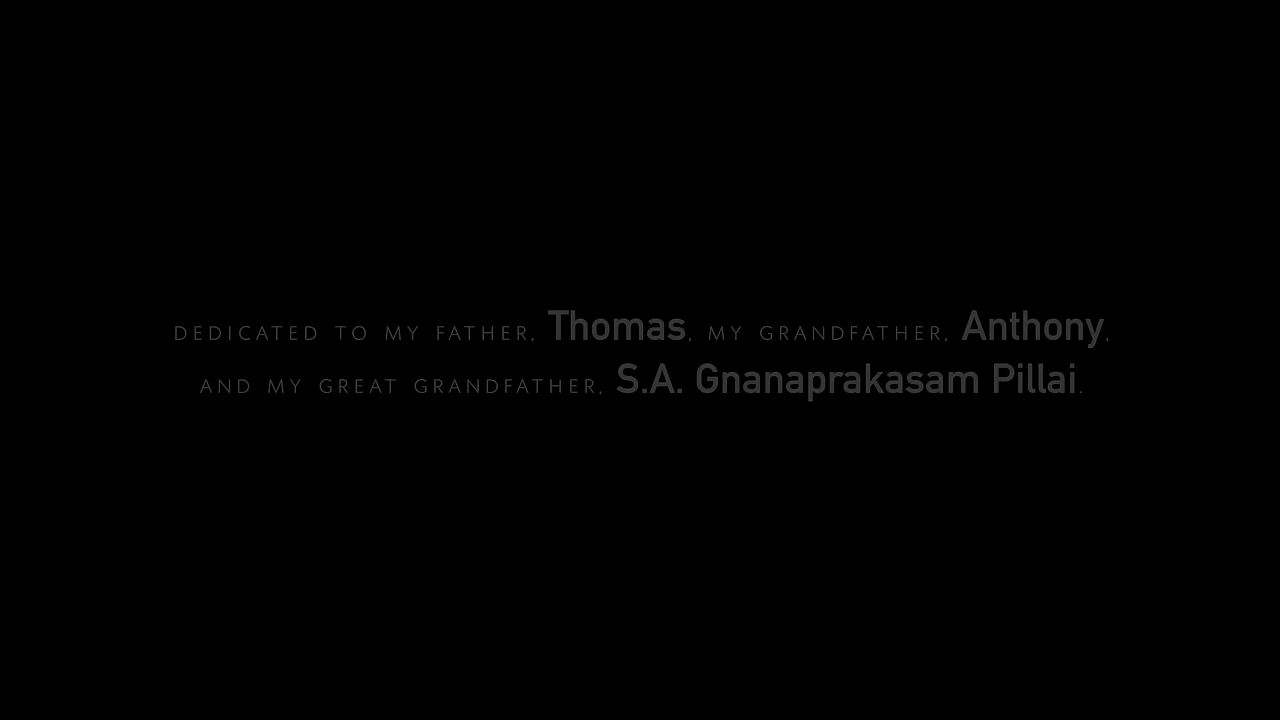 DEDICATED TO MY FATHER, Thomas, MY GRANDFATHER, Anthony,
AND MY GREAT GRANDFATHER, S.A. Gnanaprakasam Pillai.